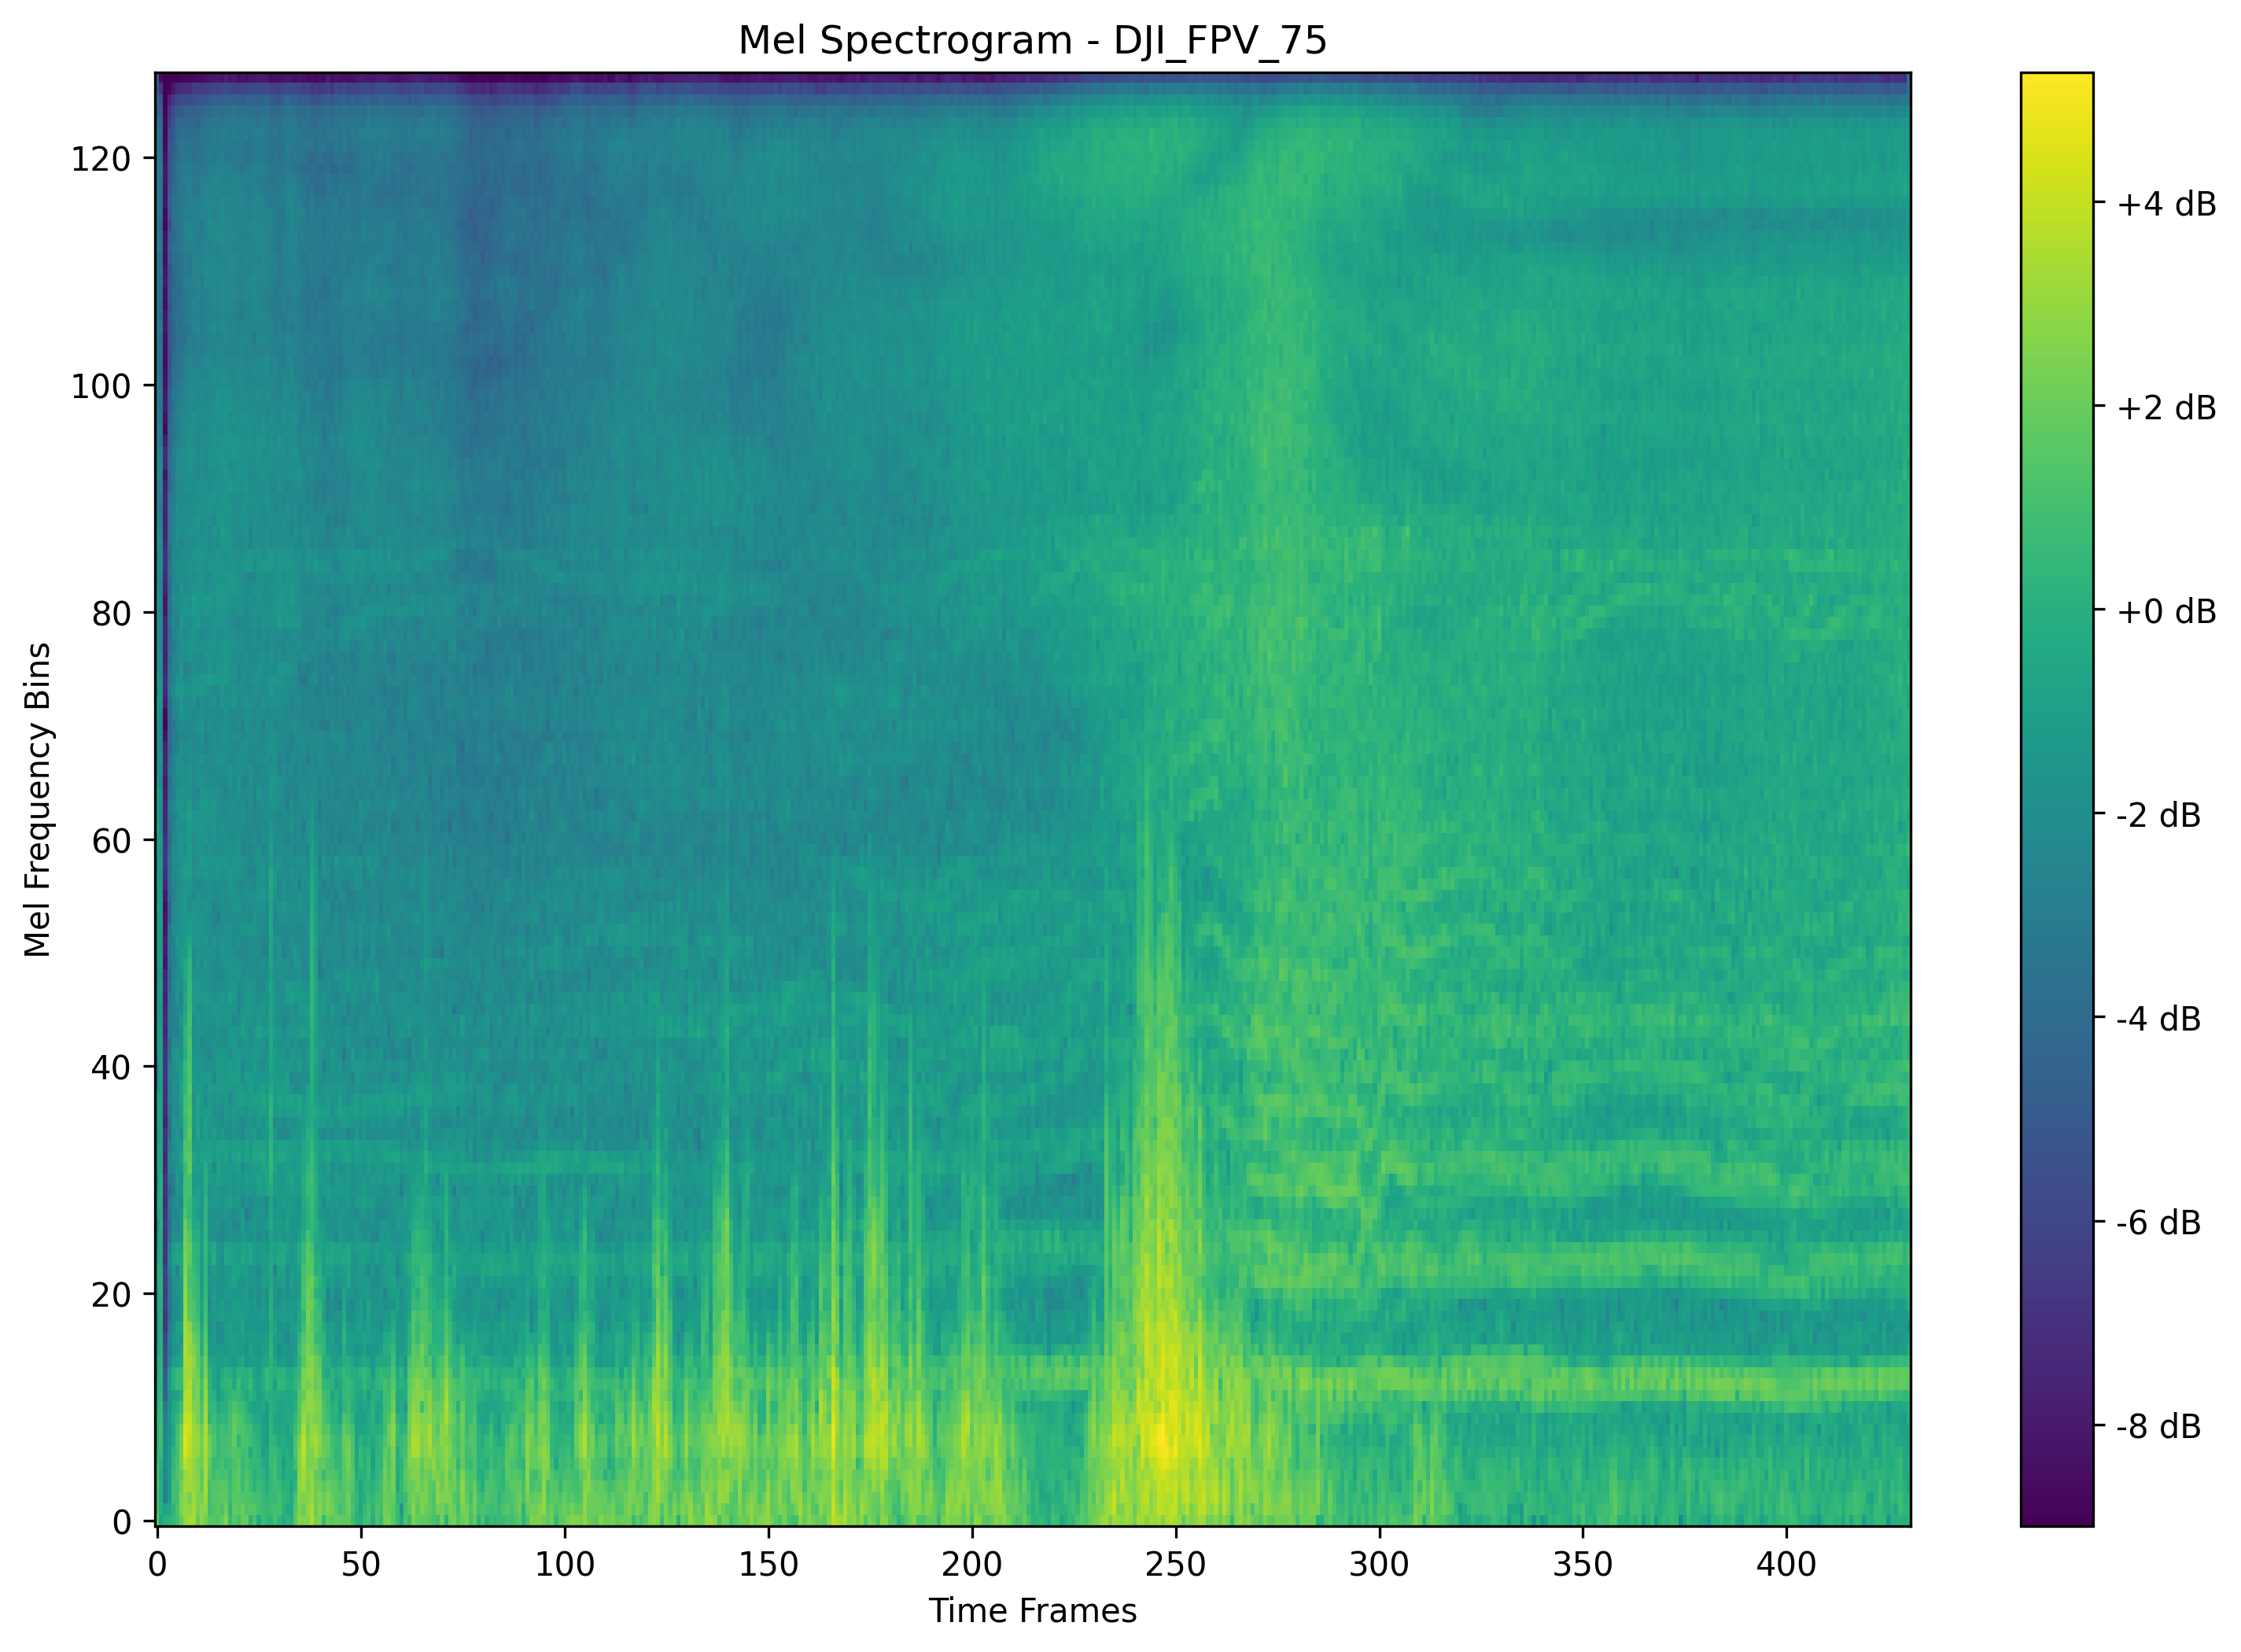 Mel Spectrogram - DJI_FPV_75
Mel Frequency Bins
120
100
80
60
40
20
0
0 50 100 150 200 250 300 350 400
Time Frames
+4 dB
+2 dB
+0 dB
-2 dB
-4 dB
-6 dB
-8 dB